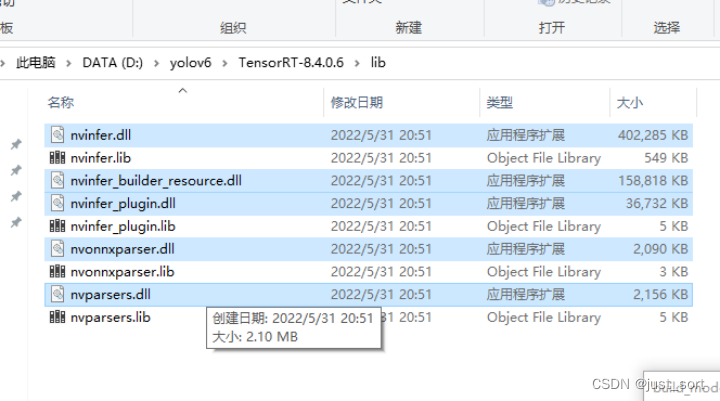 板
组织
新建
打开
选择
此电脑 > DATA (D:) > yolov6 > TensorRT-8.4.0.6 > lib
名称 修改日期 类型 大小
nvinfer.dll 2022/5/31 20:51 应用程序扩展 402,285 KB
nvinfer.lib 2022/5/31 20:51 Object File Library 549 KB
nvinfer_builder_resource.dll 2022/5/31 20:51 应用程序扩展 158,818 KB
nvinfer_plugin.dll 2022/5/31 20:51 应用程序扩展 36,732 KB
nvinfer_plugin.lib 2022/5/31 20:51 Object File Library 5 KB
nvonnxparser.dll 2022/5/31 20:51 应用程序扩展 2,090 KB
nvonnxparser.lib 2022/5/31 20:51 Object File Library 3 KB
nvparsers.dll 2022/5/31 20:51 应用程序扩展 2,156 KB
nvparsers.lib 31 20:51 Object File Library 5 KB
创建日期: 2022/5/31 20:51
大小: 2.10 MB
CSDN @just_sort